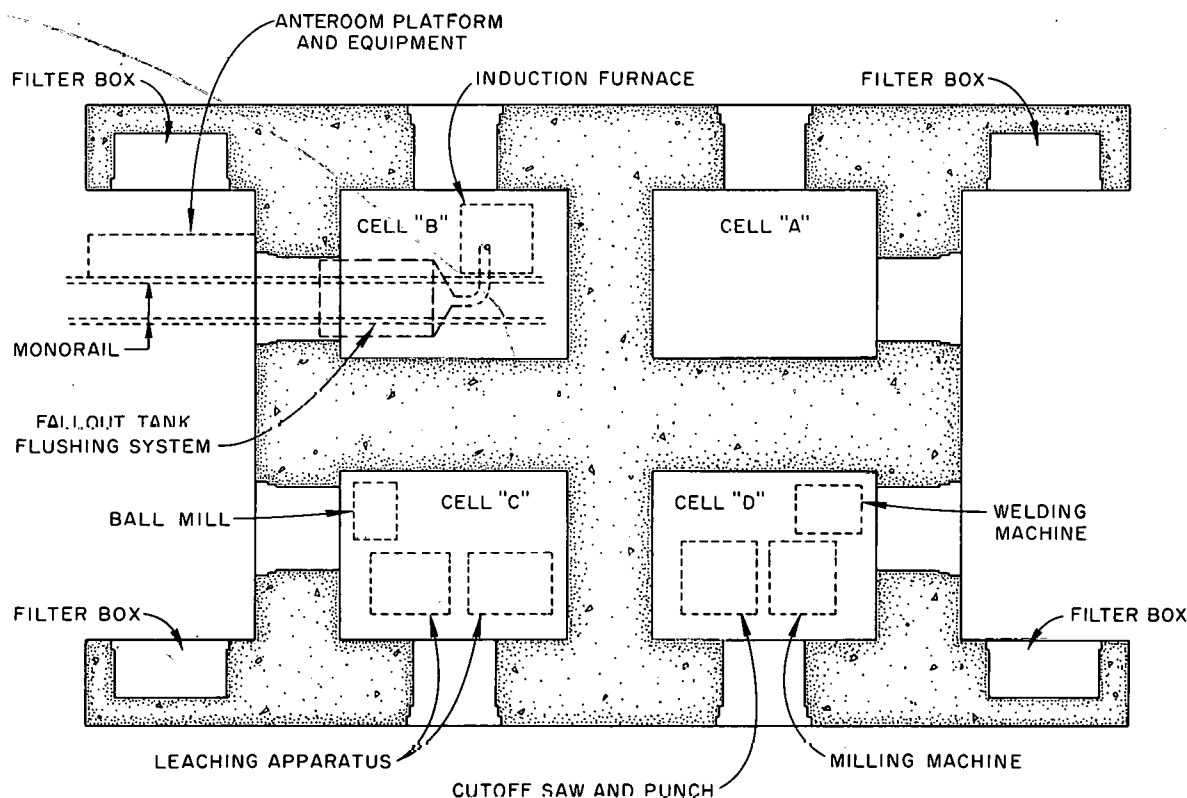 ANTEROOM PLATFORM
AND EQUIPMENT
FILTER BOX
INDUCTION FURNACE
FILTER BOX
CELL "B"
CELL "A"
MONORAIL
FALLOUT TANK
FLUSHING SYSTEM
BALL MILL
CELL "C"
CELL "D"
WELDING
MACHINE
FILTER BOX
FILTER BOX
LEACHING APPARATUS
MILLING MACHINE
CUTOFF SAW AND PUNCH